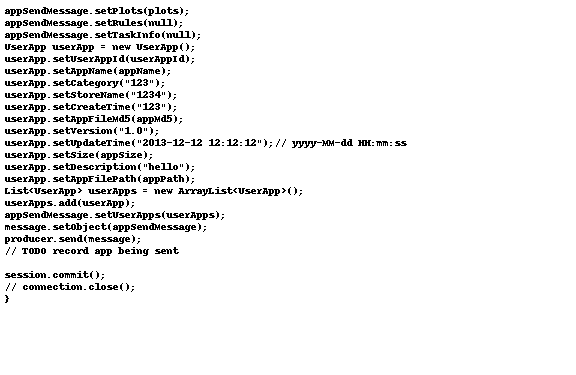 appSendMessage.setPlots(plots);
appSendMessage.setRules(null);
appSendMessage.setTaskInfo(null);
UserApp userApp = new UserApp();
userApp.setUserAppId(userAppId);
userApp.setAppName(appName);
userApp.setCategory("123");
userApp.setStoreName("1234");
userApp.setCreateTime("123");
userApp.setAppFileMd5(appMd5);
userApp.setVersion("1.0");
userApp.setUpdateTime("2013-12-12 12:12:12");// yyyy-MM-dd HH:mm:ss
userApp.setSize(appSize);
userApp.setDescription("hello");
userApp.setAppFilePath(appPath);
List<UserApp> userApps = new ArrayList<UserApp>();
userApps.add(userApp);
appSendMessage.setUserApps(userApps);
message.setObject(appSendMessage);
producer.send(message);
// TODO record app being sent
session.commit();
// connection.close();
}